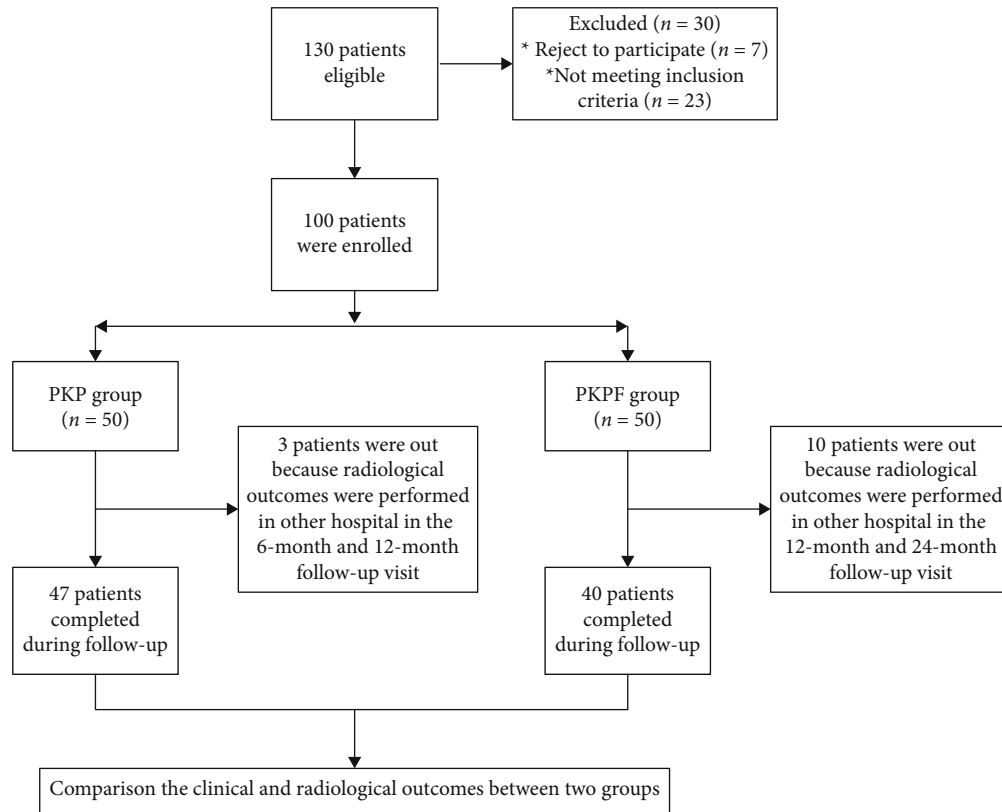 130 patients
eligible
Excluded (n = 30)
* Reject to participate (n = 7)
*Not meeting inclusion
criteria (n = 23)
100 patients
were enrolled
PKP group
(n = 50)
PKPF group
(n = 50)
3 patients were out
because radiological
outcomes were performed
in other hospital in the
6-month and 12-month
follow-up visit
10 patients were out
because radiological
outcomes were performed
in other hospital in the
12-month and 24-month
follow-up visit
47 patients
completed
during follow-up
40 patients
completed
during follow-up
Comparison the clinical and radiological outcomes between two groups